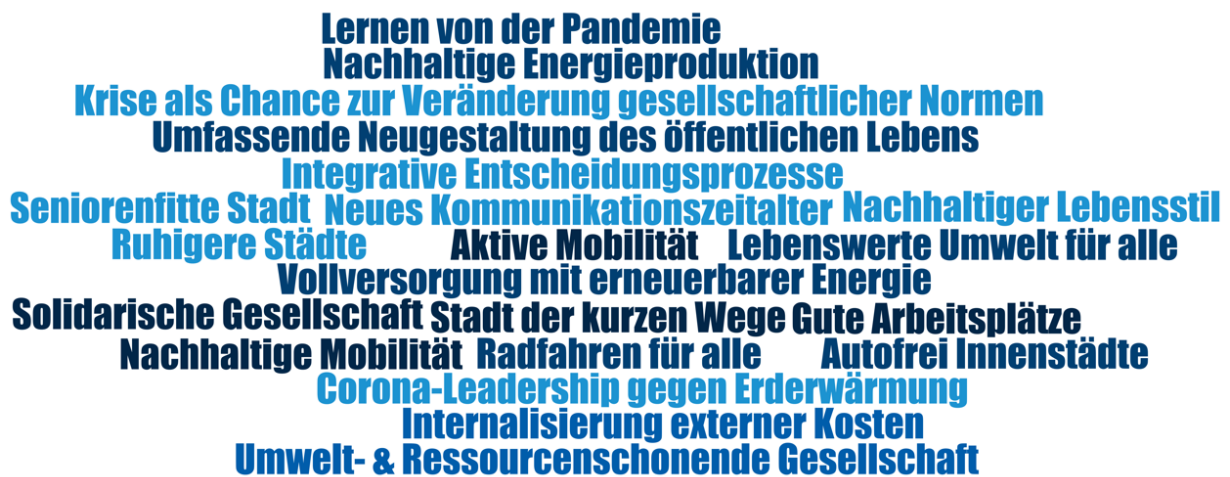 Lernen von der Pandemie
Nachhaltige Energieproduktion
Krise als Chance zur Veränderung gesellschaftlicher Normen
Umfassende Neugestaltung des öffentlichen Lebens
Integrative Entscheidungsprozesse
Seniorenfitte Stadt Neues Kommunikationszeitalter Nachhaltiger Lebensstil
Ruhigere Städte Aktive Mobilität Lebenswerte Umwelt für alle
Vollversorgung mit erneuerbarer Energie
Solidarische Gesellschaft Stadt der kurzen Wege Gute Arbeitsplätze
Nachhaltige Mobilität Radfahren für alle Autofrei Innenstädte
Corona-Leadership gegen Erderwärmung
Internalisierung externer Kosten
Umwelt- & Ressourcenschonende Gesellschaft